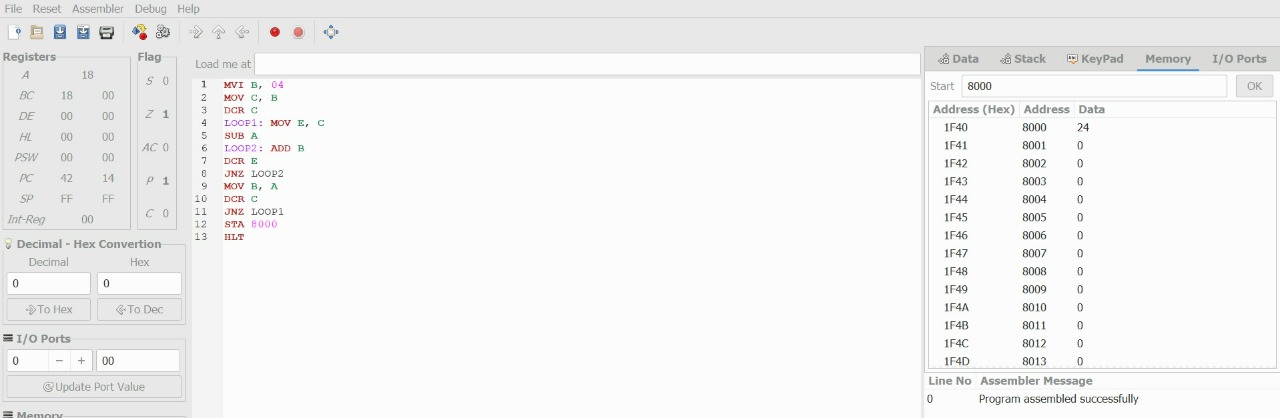 File Reset Assembler Debug Help
Registers
A 18
BC 18 00
DE 00 00
HL 00 00
PSW 00 00
PC 42 14
SP FF FF
Int-Reg 00
Flag
S 0
Z 1
AC 0
P 1
C 0
Decimal - Hex Convertion
Decimal Hex
0 0
To Hex To Dec
I/O Ports
0 − + 00
Update Port Value
Memory
Load me at
1 MVI B, 04
2 MOV C, B
3 DCR C
4 LOOP1: MOV E, C
5 SUB A
6 LOOP2: ADD B
7 DCR E
8 JNZ LOOP2
9 MOV B, A
10 DCR C
11 JNZ LOOP1
12 STA 8000
13 HLT
Data Stack KeyPad Memory I/O Ports
Start 8000 OK
Address (Hex) Address Data
1F40 8000 24
1F41 8001 0
1F42 8002 0
1F43 8003 0
1F44 8004 0
1F45 8005 0
1F46 8006 0
1F47 8007 0
1F48 8008 0
1F49 8009 0
1F4A 8010 0
1F4B 8011 0
1F4C 8012 0
1F4D 8013 0
Line No Assembler Message
0 Program assembled successfully